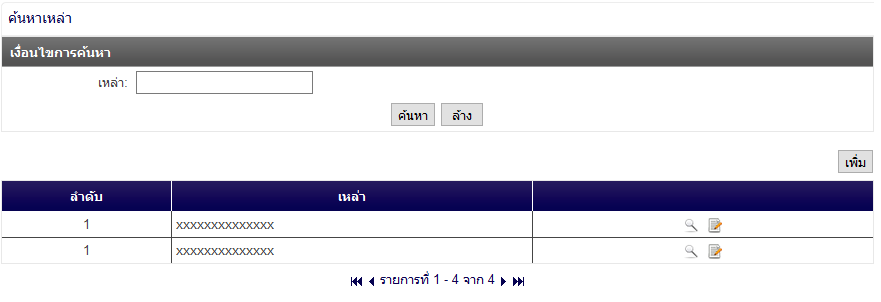 ค้นหาเหล่า
เงื่อนไขการค้นหา
เหล่า:
ค้นหา ล้าง
เพิ่ม
ลำดับ เหล่า
1 xxxxxxxxxxxxxx
1 xxxxxxxxxxxxxx
รายการที่ 1 - 4 จาก 4